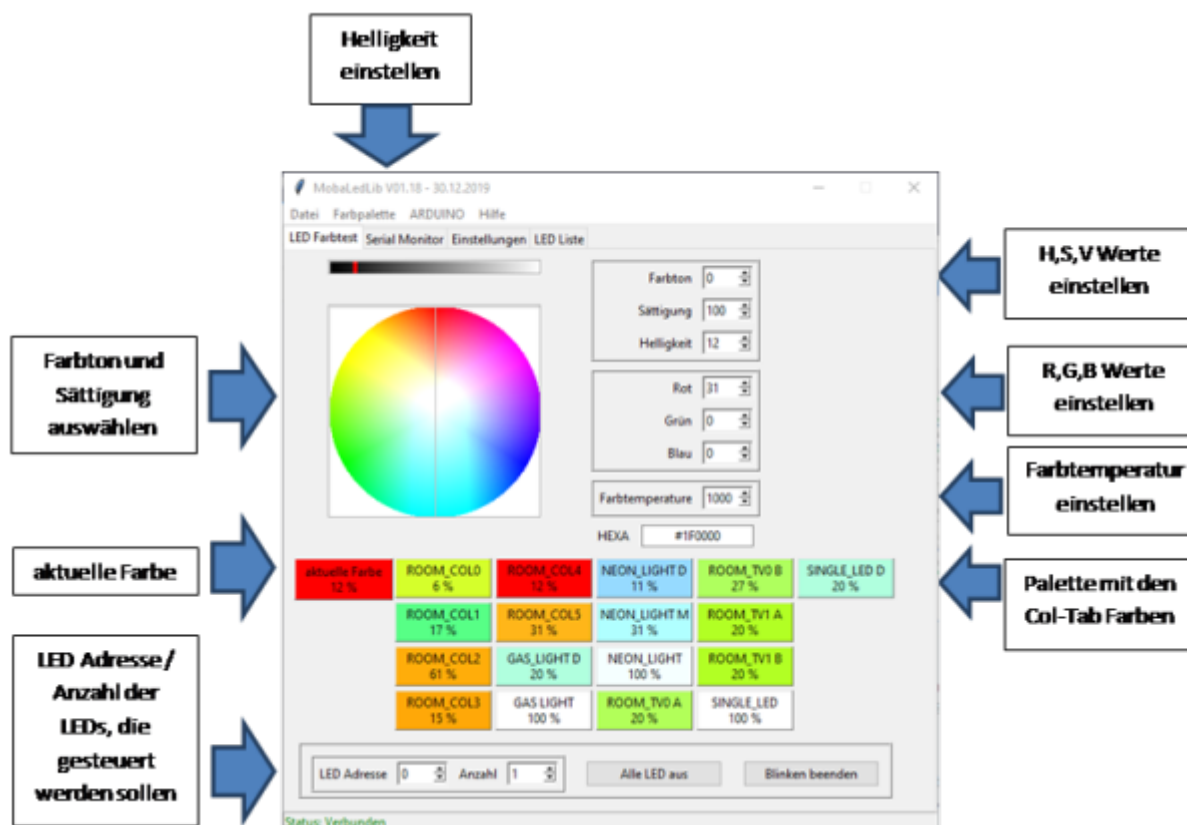 Helligkeit
einstellen
MobaLedLib V01.18 - 30.12.2019
Datei Farbpalette ARDUINO Hilfe
LED Farbtest Serial Monitor Einstellungen LED Liste
Farbton 0
Sättigung 100
Helligkeit 12
H,S,V Werte
einstellen
Farbton und
Sättigung
auswählen
Rot 31
Grün 0
Blau 0
R,G,B Werte
einstellen
Farbtemperature 1000
Farbtemperatur
einstellen
HEXA #1F0000
aktuelle Farbe
aktuelle Farbe ROOM_COL0 ROOM_COL4 NEON_LIGHT D ROOM_TV0 B SINGLE_LED D
12 % 6 % 12 % 11 % 27 % 20 %
ROOM_COL1 ROOM_COL5 NEON_LIGHT M ROOM_TV1 A
17 % 31 % 31 % 20 %
ROOM_COL2 GAS_LIGHT D NEON_LIGHT ROOM_TV1 B
61 % 20 % 100 % 20 %
ROOM_COL3 GAS LIGHT ROOM_TV0 A SINGLE_LED
15 % 100 % 20 % 100 %
Palette mit den
Col-Tab Farben
LED Adresse /
Anzahl der
LEDs, die
gesteuert
werden sollen
LED Adresse 0 Anzahl 1 Alle LED aus Blinken beenden
Status: Verbunden